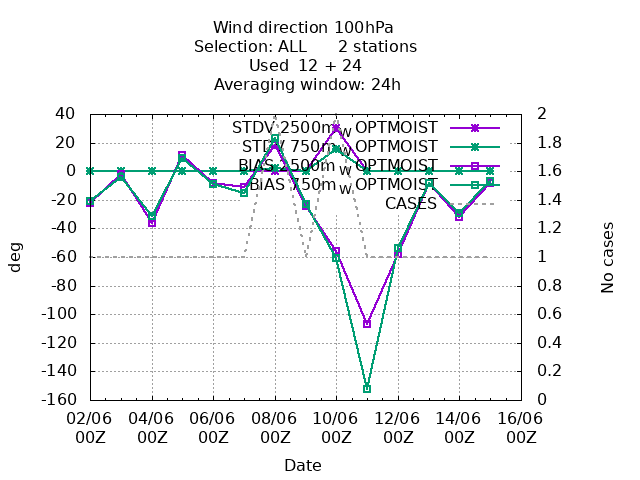 Wind direction 100hPa
Selection: ALL 2 stations
Used 12 + 24
Averaging window: 24h
40 2
20 1.8
0 1.6
-20 1.4
-40 1.2
-60 1
-80 0.8
-100 0.6
-120 0.4
-140 0.2
-160 0
STDV 2500m_W OPTMOIST
STDV 750m_W OPTMOIST
BIAS 2500m_W OPTMOIST
BIAS 750m_W OPTMOIST
CASES
deg
No cases
02/06 04/06 06/06 08/06 10/06 12/06 14/06 16/06
00Z 00Z 00Z 00Z 00Z 00Z 00Z 00Z
Date